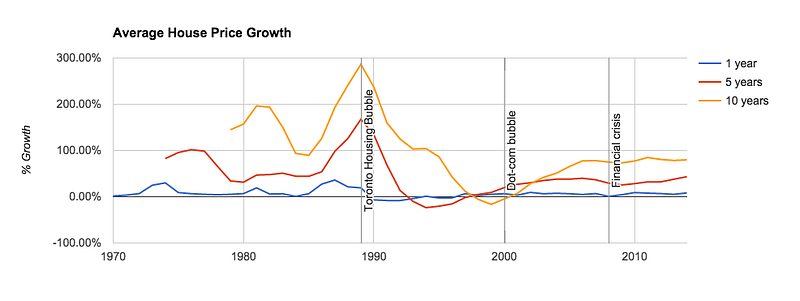 Average House Price Growth
300.00%
200.00%
100.00%
0.00%
-100.00%
% Growth
1970
1980
1990
2000
2010
Toronto Housing Bubble
Dot-com bubble
Financial crisis
1 year
5 years
10 years